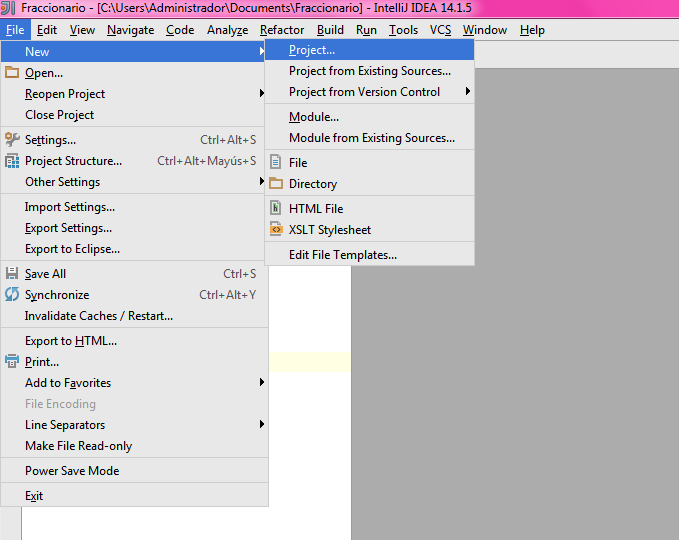 Fraccionario - [C:\Users\Administrador\Documents\Fraccionario] - IntelliJ IDEA 14.1.5
File Edit View Navigate Code Analyze Refactor Build Run Tools VCS Window Help
New
Project...
Open...
Project from Existing Sources...
Reopen Project
Project from Version Control
Close Project
Module...
Settings... Ctrl+Alt+S
Module from Existing Sources...
Project Structure... Ctrl+Alt+Mayús+S
File
Other Settings
Directory
Import Settings...
HTML File
Export Settings...
XSLT Stylesheet
Export to Eclipse...
Edit File Templates...
Save All Ctrl+S
Synchronize Ctrl+Alt+Y
Invalidate Caches / Restart...
Export to HTML...
Print...
Add to Favorites
File Encoding
Line Separators
Make File Read-only
Power Save Mode
Exit